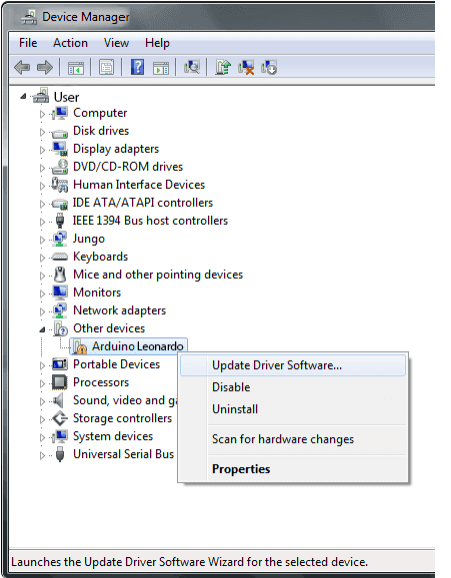 Device Manager
File Action View Help
User
Computer
Disk drives
Display adapters
DVD/CD-ROM drives
Human Interface Devices
IDE ATA/ATAPI controllers
IEEE 1394 Bus host controllers
Jungo
Keyboards
Mice and other pointing devices
Monitors
Network adapters
Other devices
Arduino Leonardo
Portable Devices
Processors
Sound, video and ga
Storage controllers
System devices
Universal Serial Bus
Update Driver Software...
Disable
Uninstall
Scan for hardware changes
Properties
Launches the Update Driver Software Wizard for the selected device.